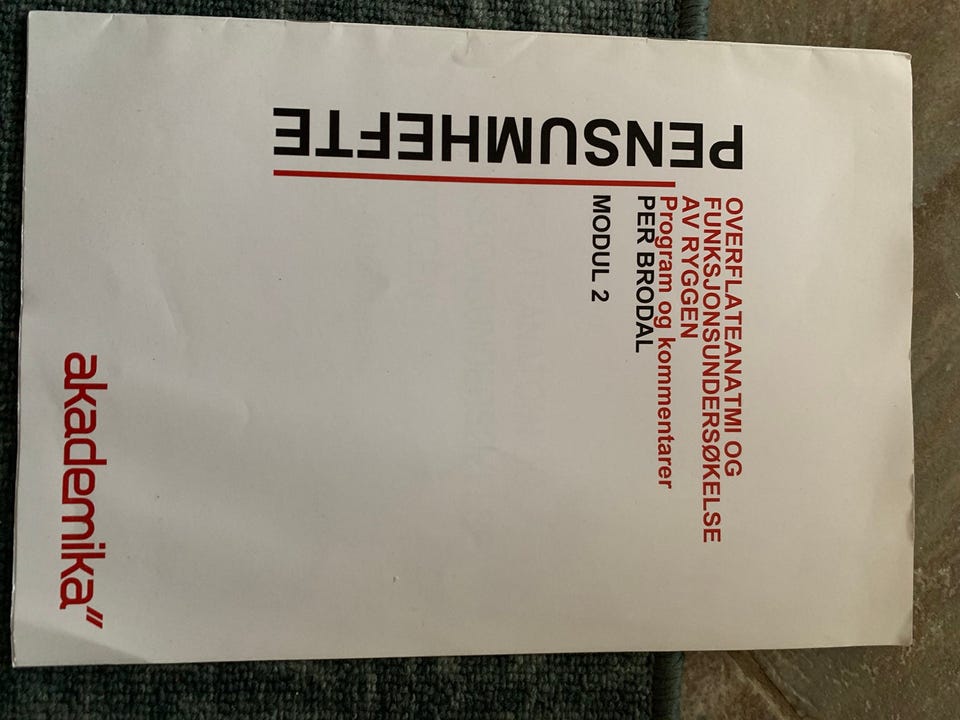 PENSUMHEFTE
OVERFLATEANATMI OG
FUNKSJONSUNDERSØKELSE
AV RYGGEN
Program og kommentarer
PER BRODAL
MODUL 2
akademika"